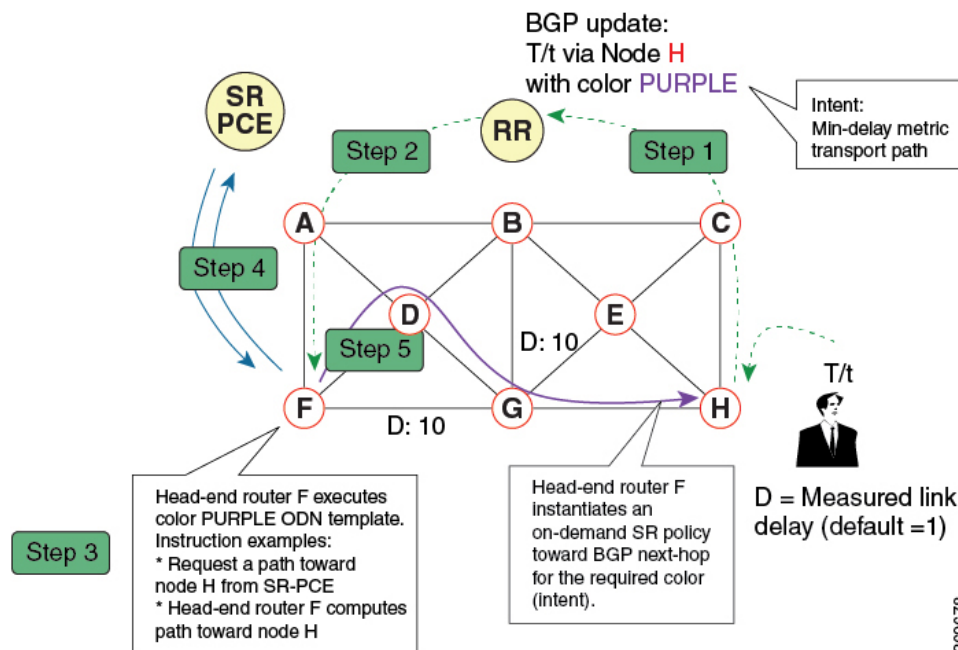 BGP update:
T/t via Node H
with color PURPLE
Intent:
Min-delay metric
transport path
SR
PCE
RR
Step 2
Step 1
A
B
C
Step 4
D
E
Step 5
D: 10
T/t
F
G
H
D: 10
Head-end router F executes
color PURPLE ODN template.
Instruction examples:
* Request a path toward
node H from SR-PCE
* Head-end router F computes
path toward node H
Step 3
Head-end router F
instantiates an
on-demand SR policy
toward BGP next-hop
for the required color
(intent).
D = Measured link
delay (default =1)